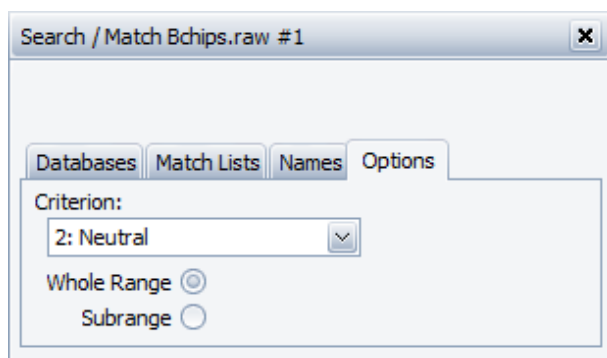 Search / Match Bchips.raw #1
Databases Match Lists Names Options
Criterion:
2: Neutral
Whole Range
Subrange